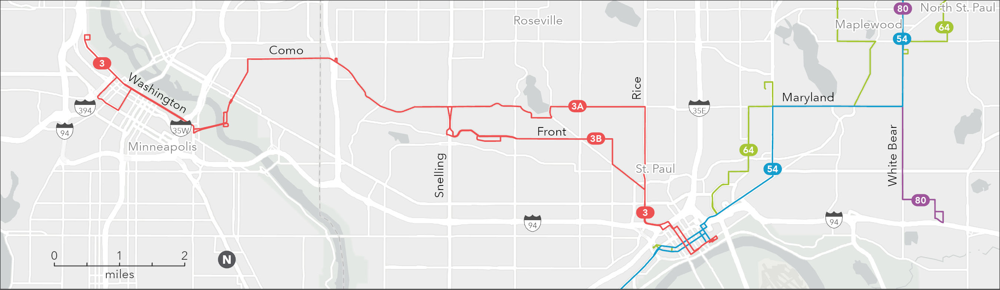 80
North St. Paul
Roseville
Maplewood
64
54
Como
3
Washington
Rice
Maryland
394
3A
35E
94
35W
Front
3B
Minneapolis
64
White Bear
Snelling
St. Paul
54
80
3
94
94
0 1 2
miles
N